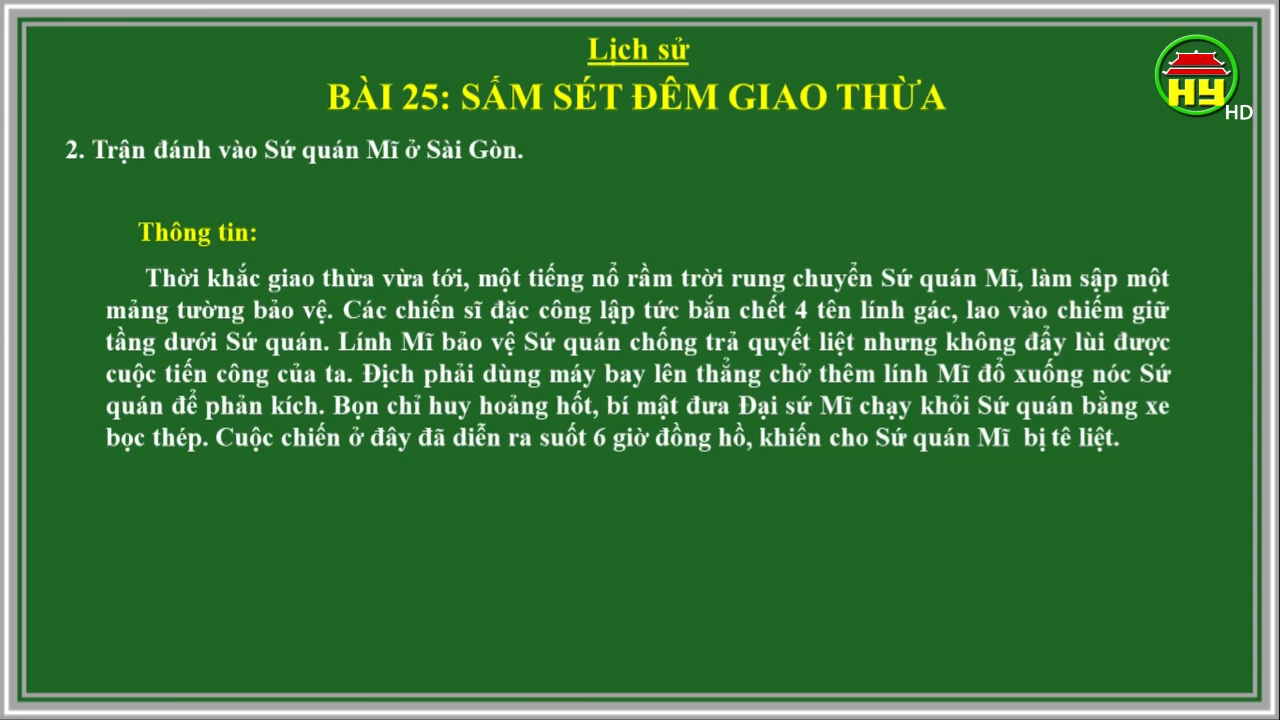 Lịch sử
BÀI 25: SẤM SÉT ĐÊM GIAO THỪA
HY
HD
2. Trận đánh vào Sứ quán Mĩ ở Sài Gòn.
Thông tin:
Thời khắc giao thừa vừa tới, một tiếng nổ rầm trời rung chuyển Sứ quán Mĩ, làm sập một
mảng tường bảo vệ. Các chiến sĩ đặc công lập tức bắn chết 4 tên lính gác, lao vào chiếm giữ
tầng dưới Sứ quán. Lính Mĩ bảo vệ Sứ quán chống trả quyết liệt nhưng không đẩy lùi được
cuộc tiến công của ta. Địch phải dùng máy bay lên thẳng chở thêm lính Mĩ đổ xuống nóc Sứ
quán để phản kích. Bọn chỉ huy hoảng hốt, bí mật đưa Đại sứ Mĩ chạy khỏi Sứ quán bằng xe
bọc thép. Cuộc chiến ở đây đã diễn ra suốt 6 giờ đồng hồ, khiến cho Sứ quán Mĩ bị tê liệt.